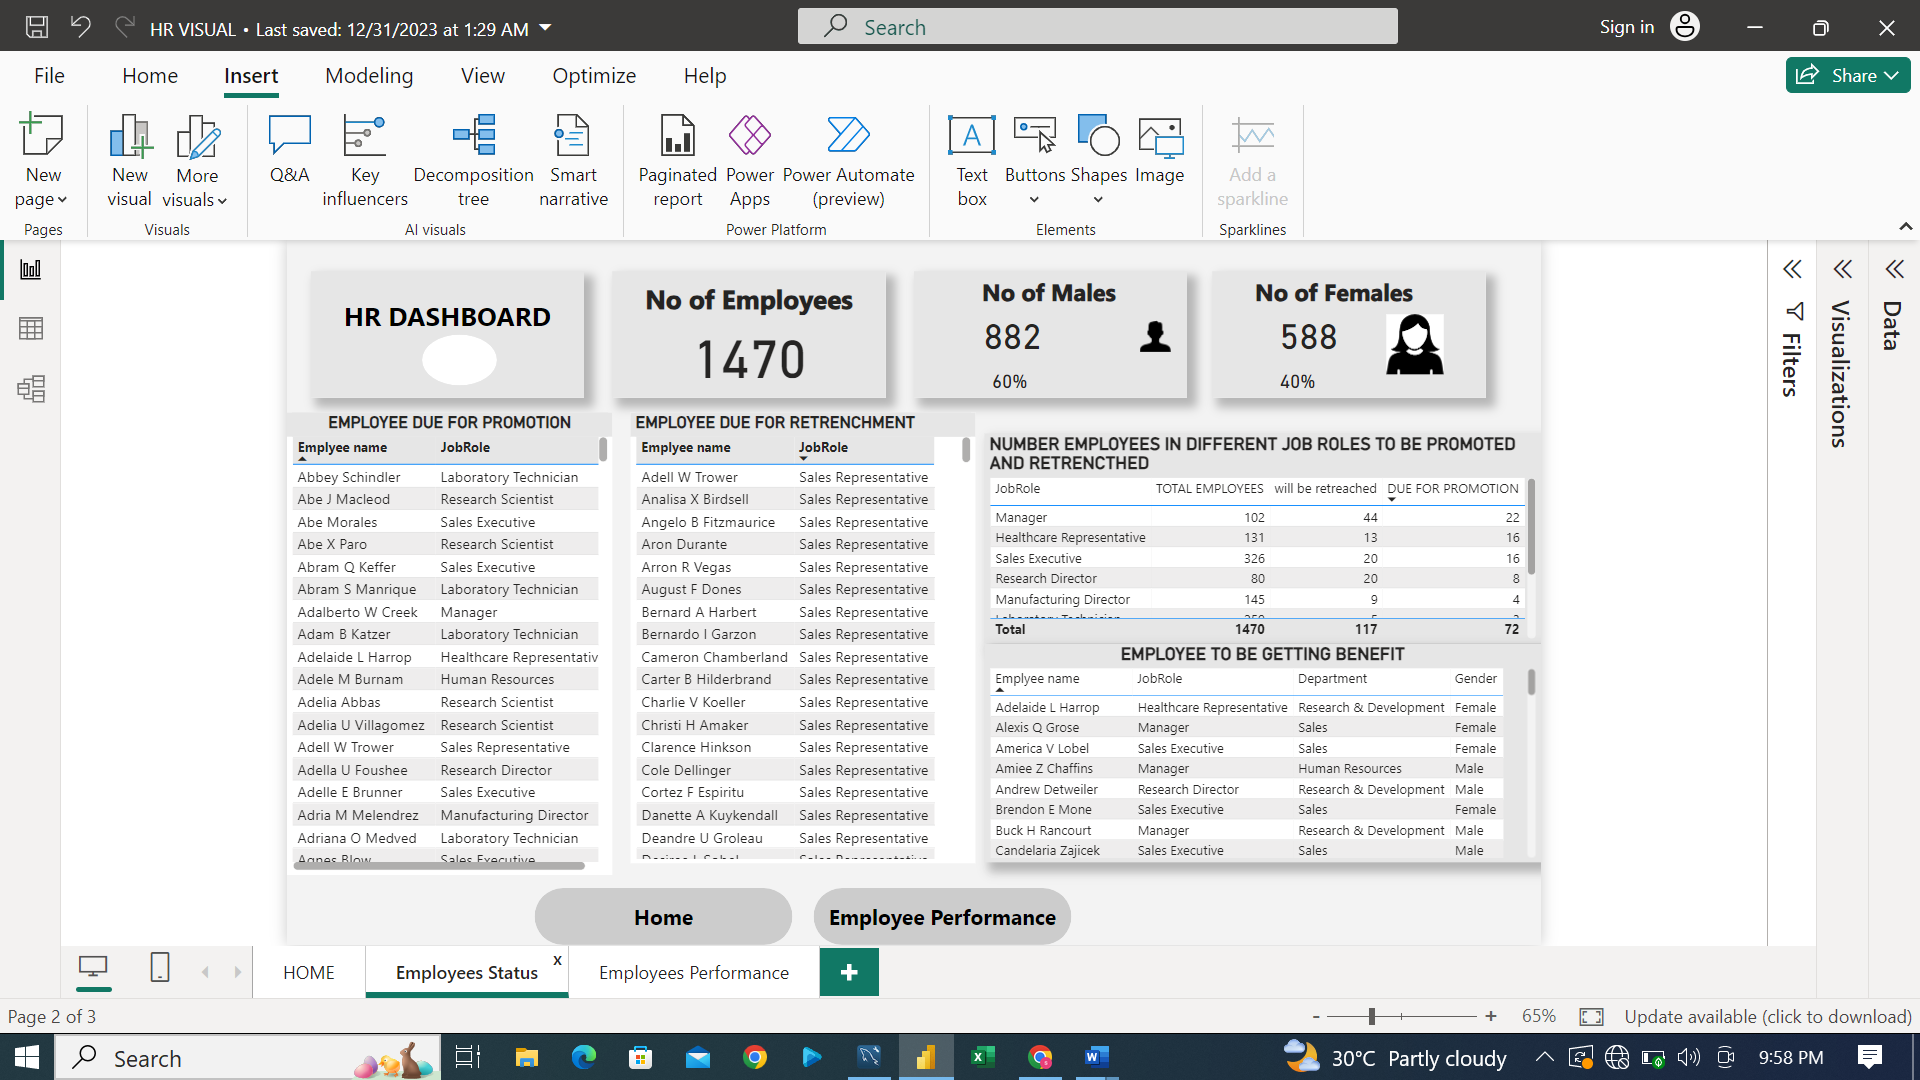 HR VISUAL • Last saved: 12/31/2023 at 1:29 AM
Search
Sign in
File Home Insert Modeling View Optimize Help
Share
New page
New visual
More visuals
Q&A
Key influencers
Decomposition tree
Smart narrative
Paginated report
Power Apps
Power Automate (preview)
Text box
Buttons
Shapes
Image
Add a sparkline
Pages Visuals AI visuals Power Platform Elements Sparklines
HR DASHBOARD
No of Employees
1470
No of Males
882
60%
No of Females
588
40%
Filters
Visualizations
Data
EMPLOYEE DUE FOR PROMOTION
Emplyee name JobRole
Abbey Schindler Laboratory Technician
Abe J Macleod Research Scientist
Abe Morales Sales Executive
Abe X Paro Research Scientist
Abram Q Keffer Sales Executive
Abram S Manrique Laboratory Technician
Adalberto W Creek Manager
Adam B Katzer Laboratory Technician
Adelaide L Harrop Healthcare Representativ
Adele M Burnam Human Resources
Adelia Abbas Research Scientist
Adelia U Villagomez Research Scientist
Adell W Trower Sales Representative
Adella U Foushee Research Director
Adelle E Brunner Sales Executive
Adria M Melendrez Manufacturing Director
Adriana O Medved Laboratory Technician
Agnes Blow Sales Executive
EMPLOYEE DUE FOR RETRENCHMENT
Emplyee name JobRole
Adell W Trower Sales Representative
Analisa X Birdsell Sales Representative
Angelo B Fitzmaurice Sales Representative
Aron Durante Sales Representative
Arron R Vegas Sales Representative
August F Dones Sales Representative
Bernard A Harbert Sales Representative
Bernardo I Garzon Sales Representative
Cameron Chamberland Sales Representative
Carter B Hilderbrand Sales Representative
Charlie V Koeller Sales Representative
Christi H Amaker Sales Representative
Clarence Hinkson Sales Representative
Cole Dellinger Sales Representative
Cortez F Espiritu Sales Representative
Danette A Kuykendall Sales Representative
Deandre U Groleau Sales Representative
NUMBER EMPLOYEES IN DIFFERENT JOB ROLES TO BE PROMOTED
AND RETRENCTHED
JobRole TOTAL EMPLOYEES will be retreached DUE FOR PROMOTION
Manager 102 44 22
Healthcare Representative 131 13 16
Sales Executive 326 20 16
Research Director 80 20 8
Manufacturing Director 145 9 4
Total 1470 117 72
EMPLOYEE TO BE GETTING BENEFIT
Emplyee name JobRole Department Gender
Adelaide L Harrop Healthcare Representative Research & Development Female
Alexis Q Grose Manager Sales Female
America V Lobel Sales Executive Sales Female
Amiee Z Chaffins Manager Human Resources Male
Andrew Detweiler Research Director Research & Development Male
Brendon E Mone Sales Executive Sales Female
Buck H Rancourt Manager Research & Development Male
Candelaria Zajicek Sales Executive Sales Male
Home
Employee Performance
HOME Employees Status x Employees Performance +
Page 2 of 3
- + 65% Update available (click to download)
Search
30°C Partly cloudy
9:58 PM